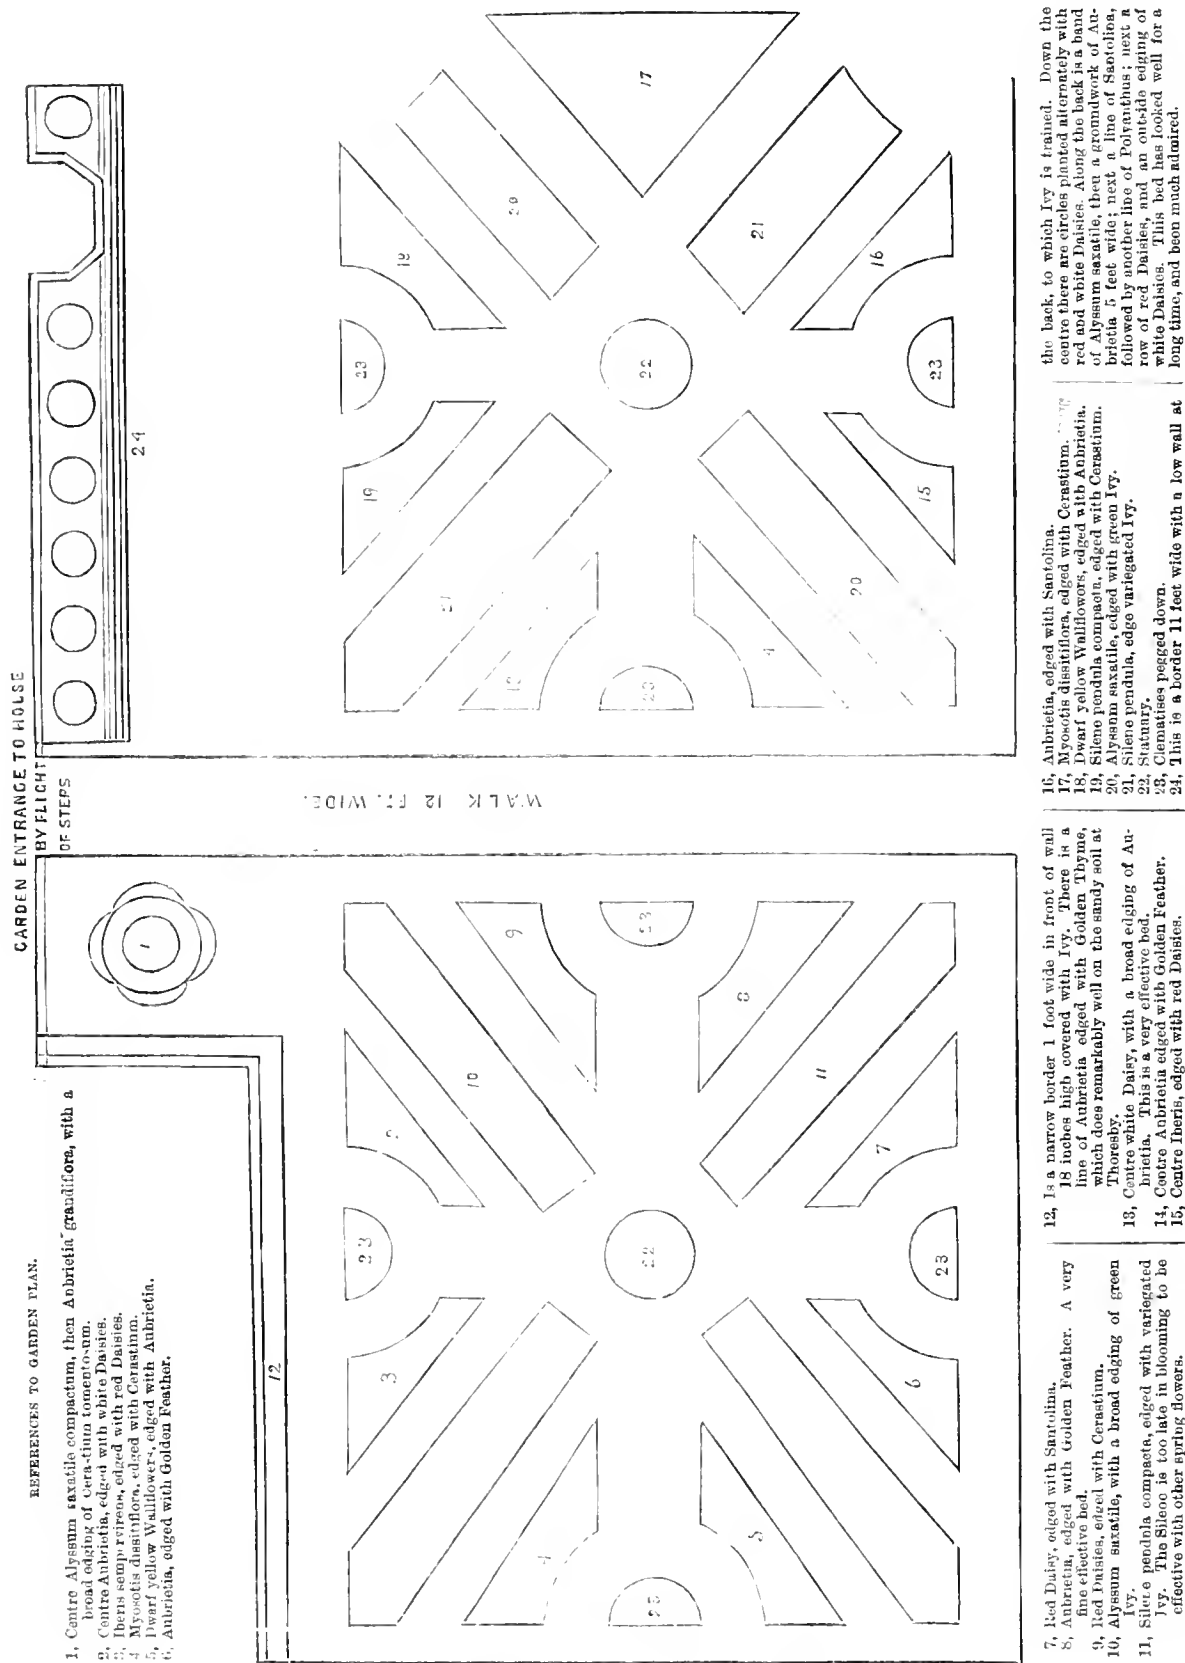 REFERENCES TO GARDEN PLAN.
1, Centre Alyssum saxatile compactum, then Aubrietia grandiflora, with a
broad edging of Cerastium tomentosum.
2, Centre Aubrietia, edged with white Daisies.
3, Iberis sempervirens, edged with red Daisies.
4 Myosotis dissitiflora, edged with Cerastium.
5, Dwarf yellow Wallflowers, edged with Aubrietia.
6, Aubrietia, edged with Golden Feather.
GARDEN ENTRANCE TO HOUSE
BY FLIGHT
OF STEPS
WALK 12 FT. WIDE.
1
12
2
3
10
9
23
23
22
23
23
8
11
7
6
5
4
24
17
20
18
23
19
21
22
21
16
23
15
20
13
23
4
7, Red Daisy, edged with Santolina.
8, Aubrietia, edged with Golden Feather. A very
fine effective bed.
9, Red Daisies, edged with Cerastium.
10, Alyssum saxatile, with a broad edging of green
Ivy.
11, Silene pendula compacta, edged with variegated
Ivy. The Silene is too late in blooming to be
effective with other spring flowers.
12, Is a narrow border 1 foot wide in front of wall
18 inches high covered with Ivy. There is a
line of Aubrietia edged with Golden Thyme,
which does remarkably well on the sandy soil at
Thoresby.
13, Centre white Daisy, with a broad edging of Au-
brietia. This is a very effective bed.
14, Centre Aubrietia edged with Golden Feather.
15, Centre Iberis, edged with red Daisies.
16, Aubrietia, edged with Santolina.
17, Myosotis dissitiflora, edged with Cerastium.
18, Dwarf yellow Wallflowers, edged with Aubrietia.
19, Silene pendula compacta, edged with Cerastium.
20, Alyssum saxatile, edged with green Ivy.
21, Silene pendula, edge variegated Ivy.
22, Statuary.
23, Clematises pegged down.
24, This is a border 11 feet wide with a low wall at
the back, to which Ivy is trained. Down the
centre there are circles planted alternately with
red and white Daisies. Along the back is a band
of Alyssum saxatile, then a groundwork of Au-
brietia 5 feet wide; next a line of Santolina,
followed by another line of Polyanthus; next a
row of red Daisies, and an outside edging of
white Daisies. This bed has looked well for a
long time, and been much admired.